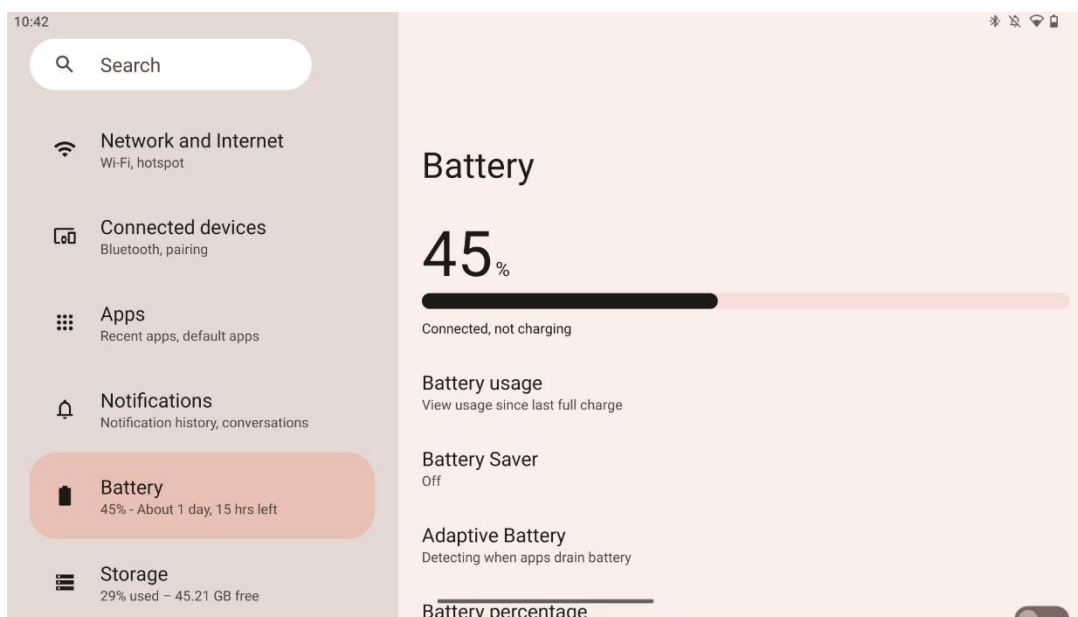 10:42
Search
Network and Internet
Wi-Fi, hotspot
Connected devices
Bluetooth, pairing
Apps
Recent apps, default apps
Notifications
Notification history, conversations
Battery
45% - About 1 day, 15 hrs left
Storage
29% used – 45.21 GB free
Battery
45%
Connected, not charging
Battery usage
View usage since last full charge
Battery Saver
Off
Adaptive Battery
Detecting when apps drain battery
Battery percentage